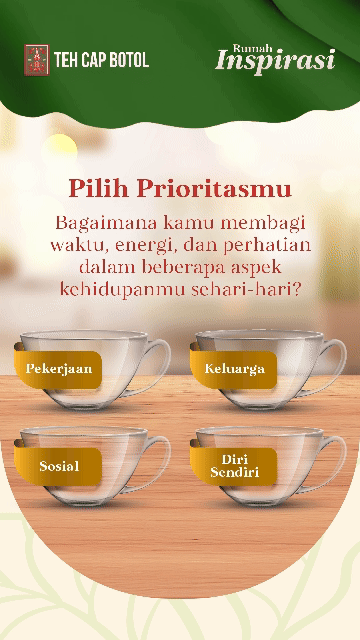 TEH CAP BOTOL
Rumah
Inspirasi
Pilih Prioritasmu
Bagaimana kamu membagi
waktu, energi, dan perhatian
dalam beberapa aspek
kehidupanmu sehari-hari?
Pekerjaan
Keluarga
Sosial
Diri
Sendiri